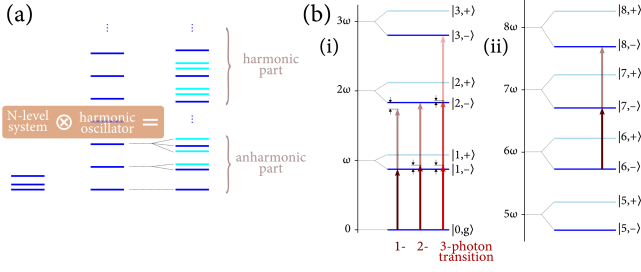 (a)
N-level
system
⊗
harmonic
oscillator
=
harmonic
part
anharmonic
part
(b)
(i)
3ω
2ω
ω
0
|3,+⟩
|3,−⟩
|2,+⟩
|2,−⟩
|1,+⟩
|1,−⟩
|0,g⟩
1-
2-
3-photon
transition
(ii)
8ω
7ω
6ω
5ω
|8,+⟩
|8,−⟩
|7,+⟩
|7,−⟩
|6,+⟩
|6,−⟩
|5,+⟩
|5,−⟩